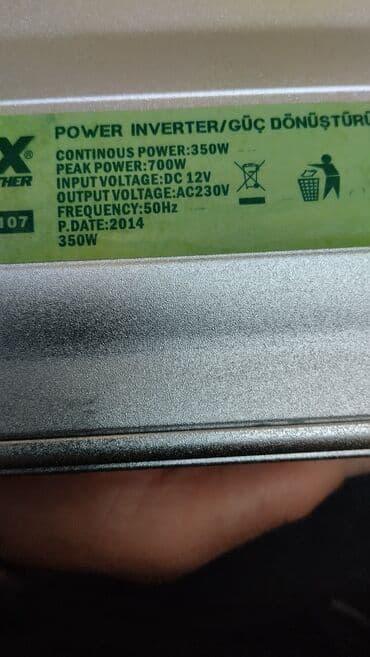 POWER INVERTER/GÜÇ DÖNÜŞTÜRÜ
X®
CONTINOUS POWER:350W
PEAK POWER:700W
THER
INPUT VOLTAGE:DC 12V
OUTPUT VOLTAGE:AC230V
107
FREQUENCY:50Hz
P.DATE:2014
350W